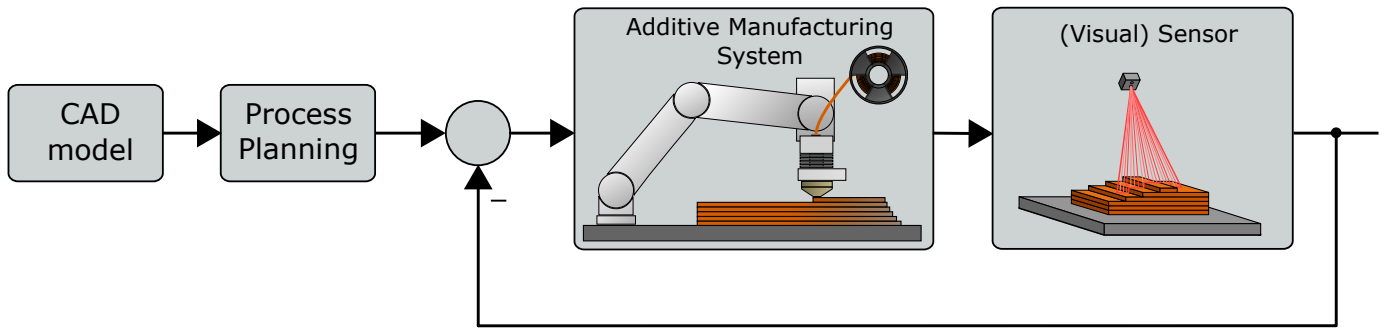 CAD
model
Process
Planning
Additive Manufacturing
System
(Visual) Sensor
–